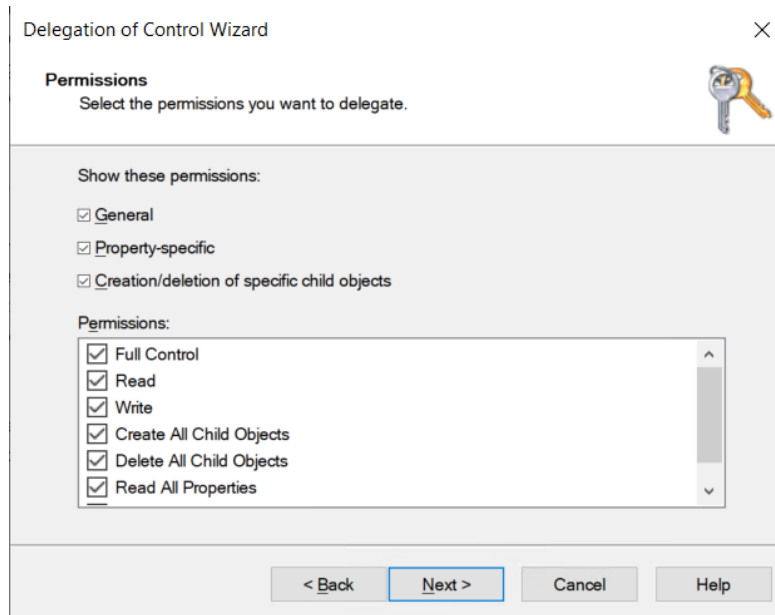 Delegation of Control Wizard
Permissions
Select the permissions you want to delegate.
Show these permissions:
General
Property-specific
Creation/deletion of specific child objects
Permissions:
Full Control
Read
Write
Create All Child Objects
Delete All Child Objects
Read All Properties
< Back Next > Cancel Help